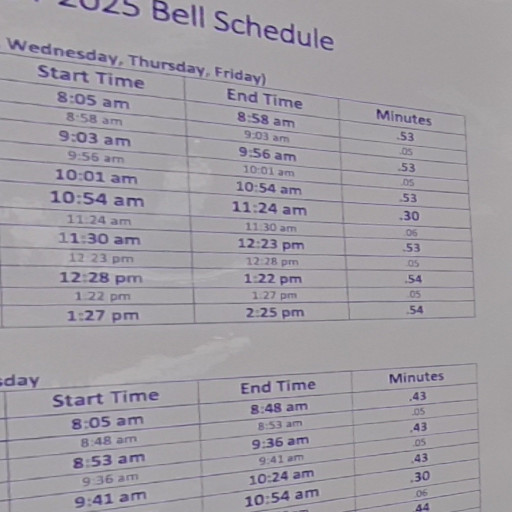 2025 Bell Schedule
Wednesday, Thursday, Friday)
Start Time End Time Minutes
8:05 am 8:58 am .53
8:58 am 9:03 am .05
9:03 am 9:56 am .53
9:56 am 10:01 am .05
10:01 am 10:54 am .53
10:54 am 11:24 am .30
11:24 am 11:30 am .06
11:30 am 12:23 pm .53
12:23 pm 12:28 pm .05
12:28 pm 1:22 pm .54
1:22 pm 1:27 pm .05
1:27 pm 2:25 pm .54
sday
Start Time End Time Minutes
8:05 am 8:48 am .43
8:48 am 8:53 am .05
8:53 am 9:36 am .43
9:36 am 9:41 am .05
9:41 am 10:24 am .43
10:54 am .30
.06
.44